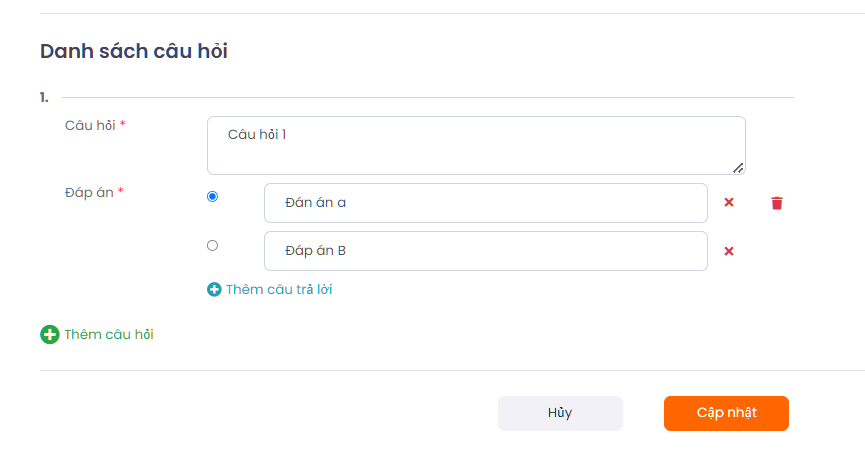 Danh sách câu hỏi
1.
Câu hỏi *
Câu hỏi 1
Đáp án *
Đán án a
Đáp án B
Thêm câu trả lời
Thêm câu hỏi
Hủy
Cập nhật